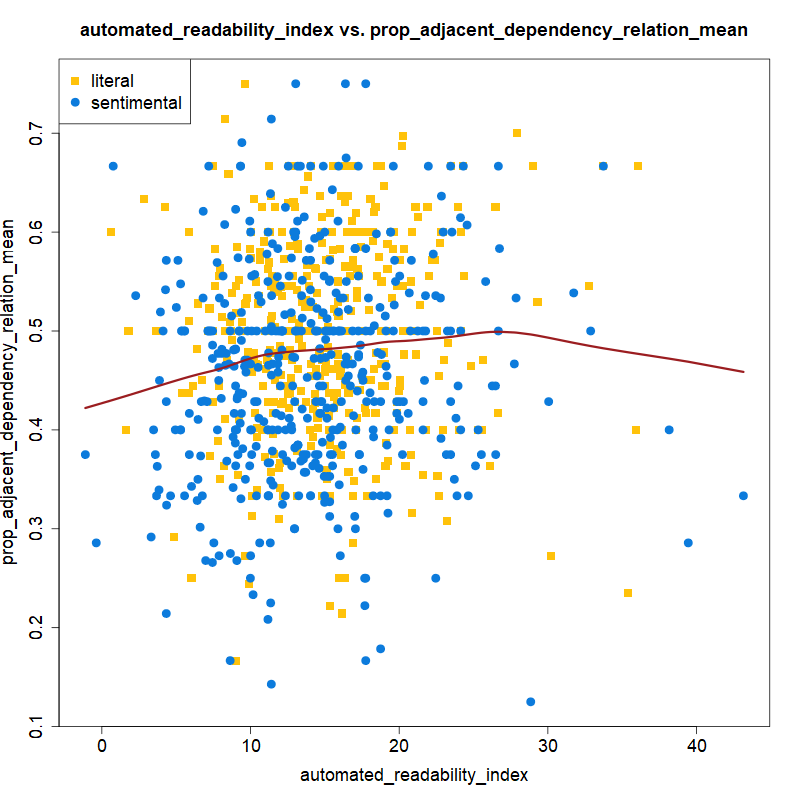 automated_readability_index vs. prop_adjacent_dependency_relation_mean
literal
sentimental
prop_adjacent_dependency_relation_mean
0.7
0.6
0.5
0.4
0.3
0.2
0.1
0 10 20 30 40
automated_readability_index